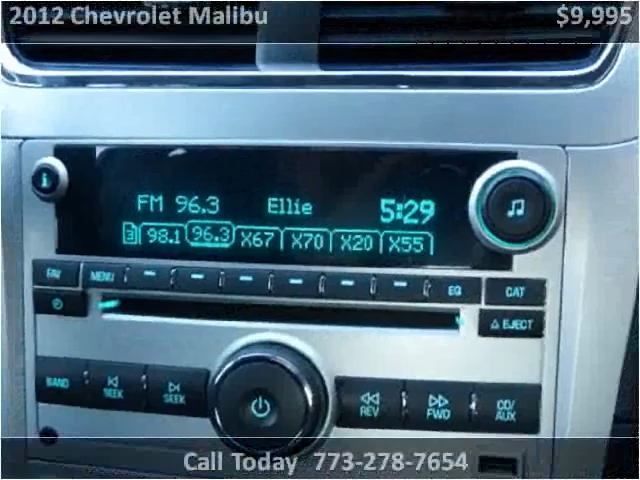 2012 Chevrolet Malibu $9,995
FM 96.3 Ellie 5:29
98.1 96.3 X67 X70 X20 X55
FAV MENU EQ CAT
EJECT
BAND SEEK SEEK REV FWD CD/
AUX
Call Today 773-278-7654